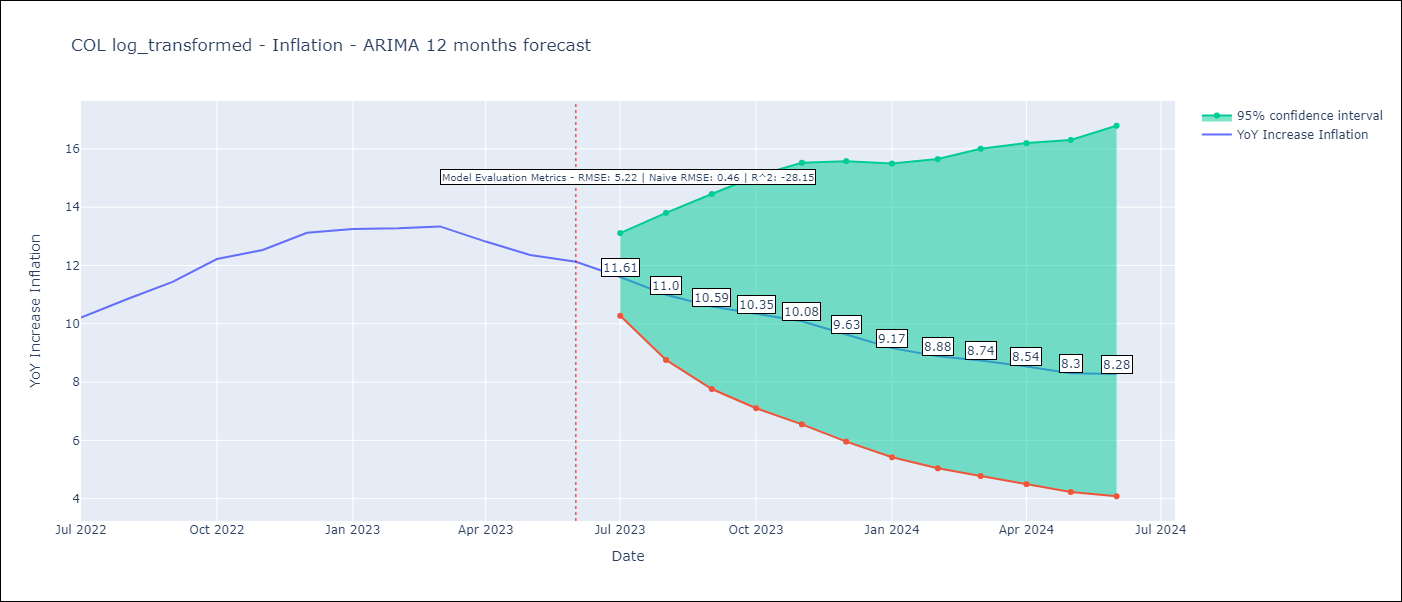 COL log_transformed - Inflation - ARIMA 12 months forecast
95% confidence interval
YoY Increase Inflation
Model Evaluation Metrics - RMSE: 5.22 | Naive RMSE: 0.46 | R^2: -28.15
YoY Increase Inflation
16
14
12
10
8
6
4
11.61
11.0
10.59
10.35
10.08
9.63
9.17
8.88
8.74
8.54
8.3
8.28
Jul 2022
Oct 2022
Jan 2023
Apr 2023
Jul 2023
Oct 2023
Jan 2024
Apr 2024
Jul 2024
Date